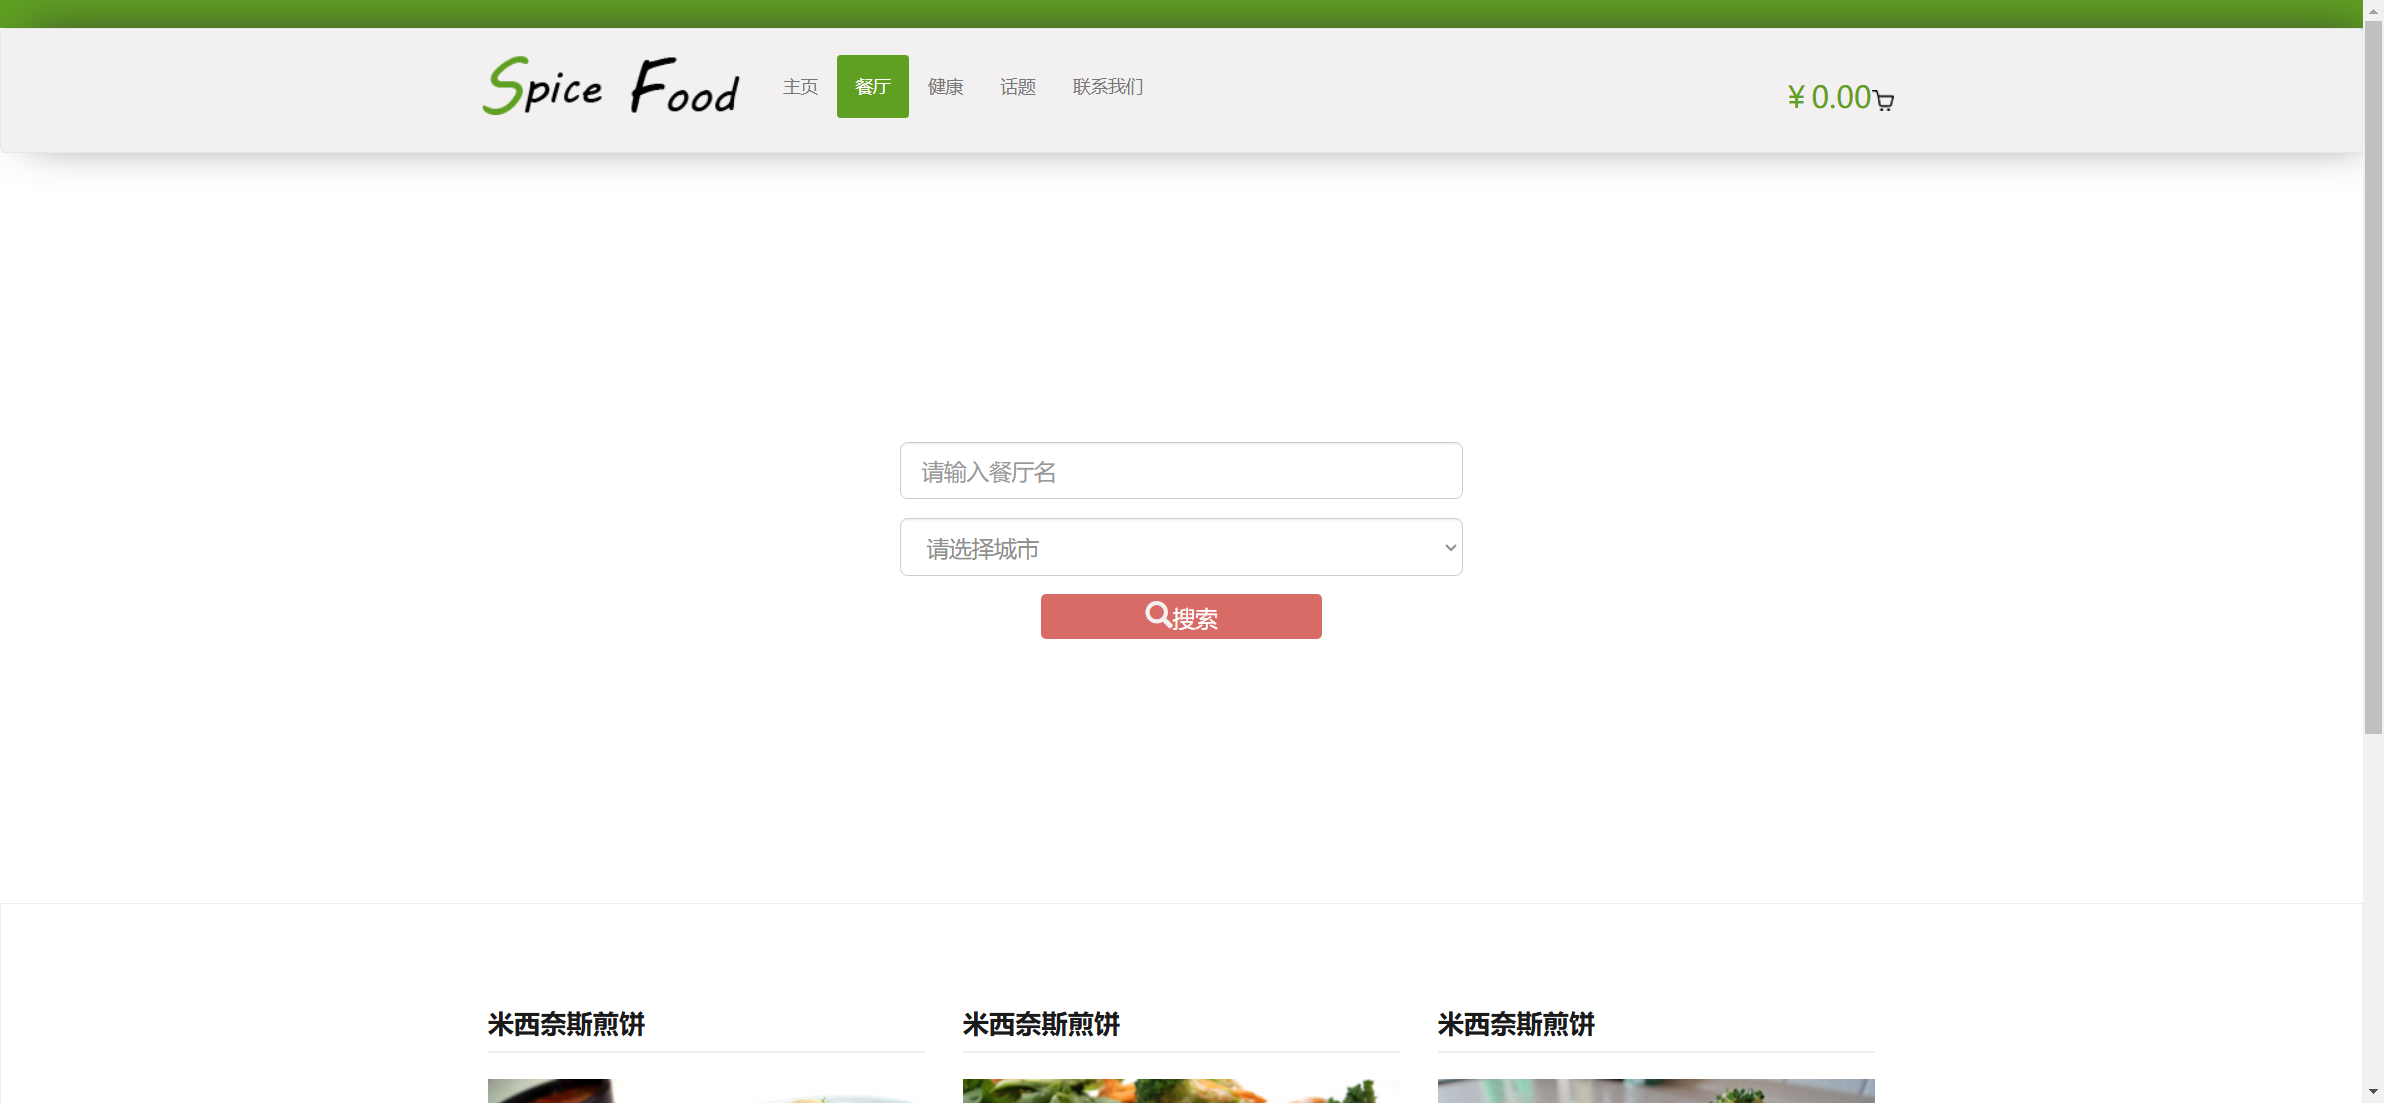 Spice Food
主页 餐厅 健康 话题 联系我们
¥ 0.00
请输入餐厅名
请选择城市
搜索
米西奈斯煎饼 米西奈斯煎饼 米西奈斯煎饼